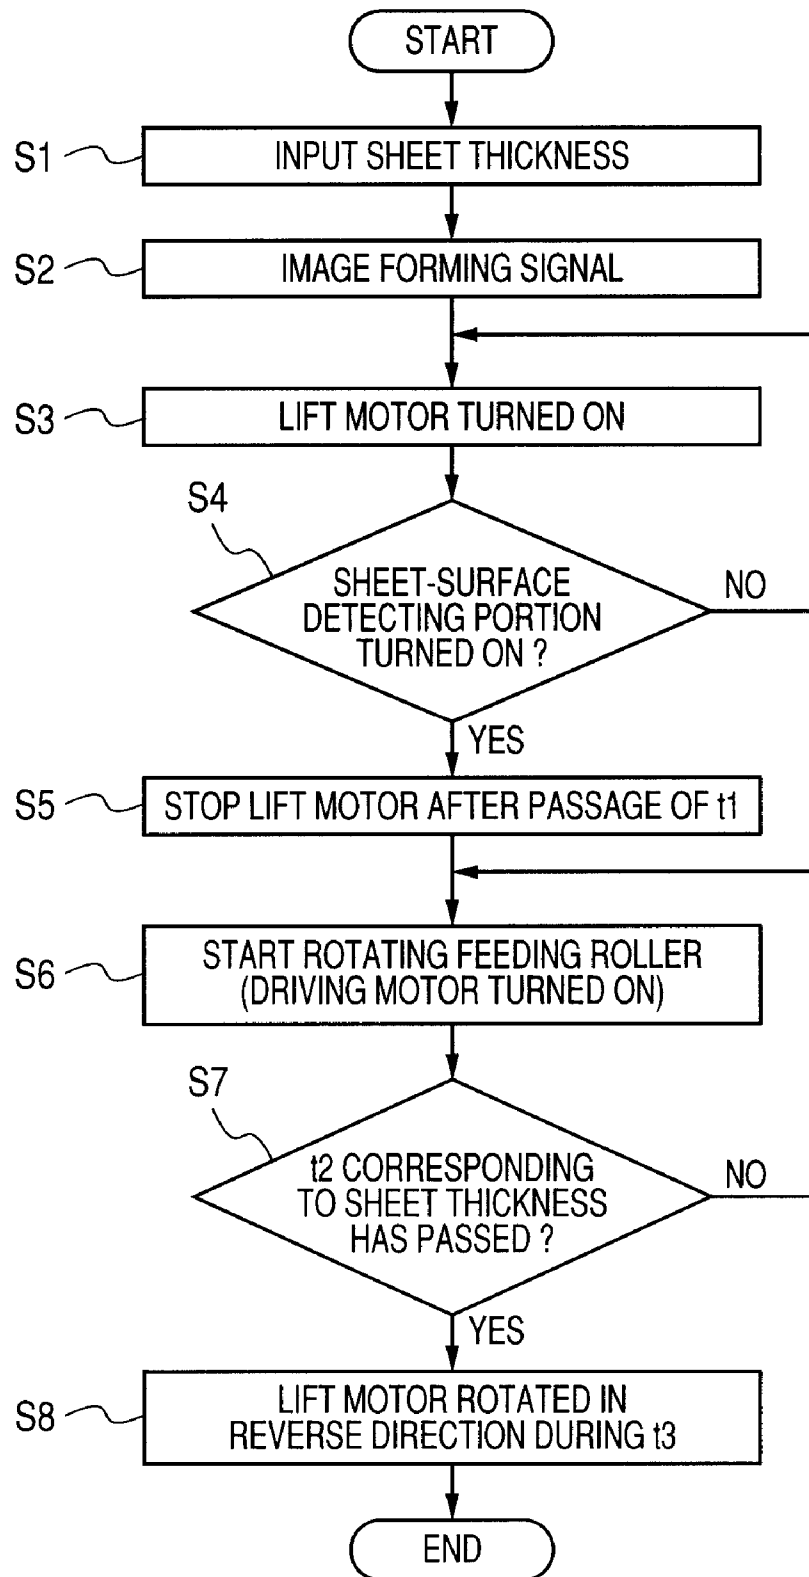 START
S1
INPUT SHEET THICKNESS
S2
IMAGE FORMING SIGNAL
S3
LIFT MOTOR TURNED ON
S4
SHEET-SURFACE
DETECTING PORTION
TURNED ON ?
NO
YES
S5
STOP LIFT MOTOR AFTER PASSAGE OF t1
S6
START ROTATING FEEDING ROLLER
(DRIVING MOTOR TURNED ON)
S7
t2 CORRESPONDING
TO SHEET THICKNESS
HAS PASSED ?
NO
YES
S8
LIFT MOTOR ROTATED IN
REVERSE DIRECTION DURING t3
END